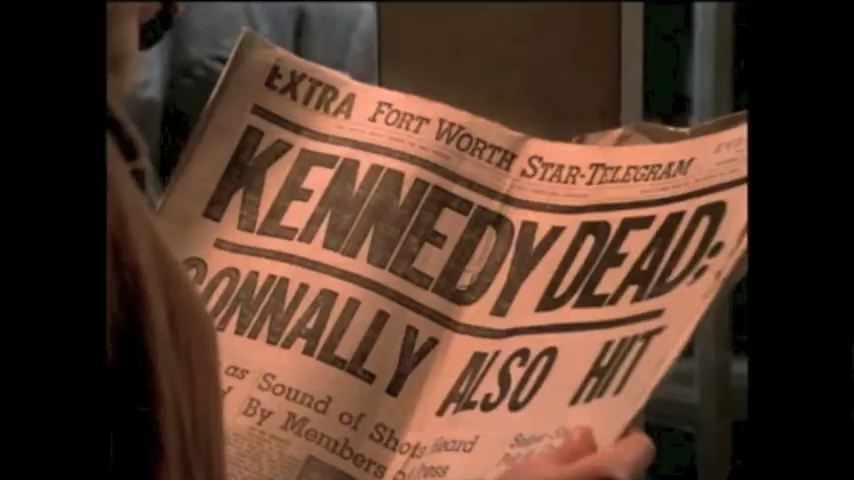 EXTRA FORT WORTH STAR-TELEGRAM
KENNEDY DEAD:
CONNALLY ALSO HIT
as Sound of Shots Heard
By Members